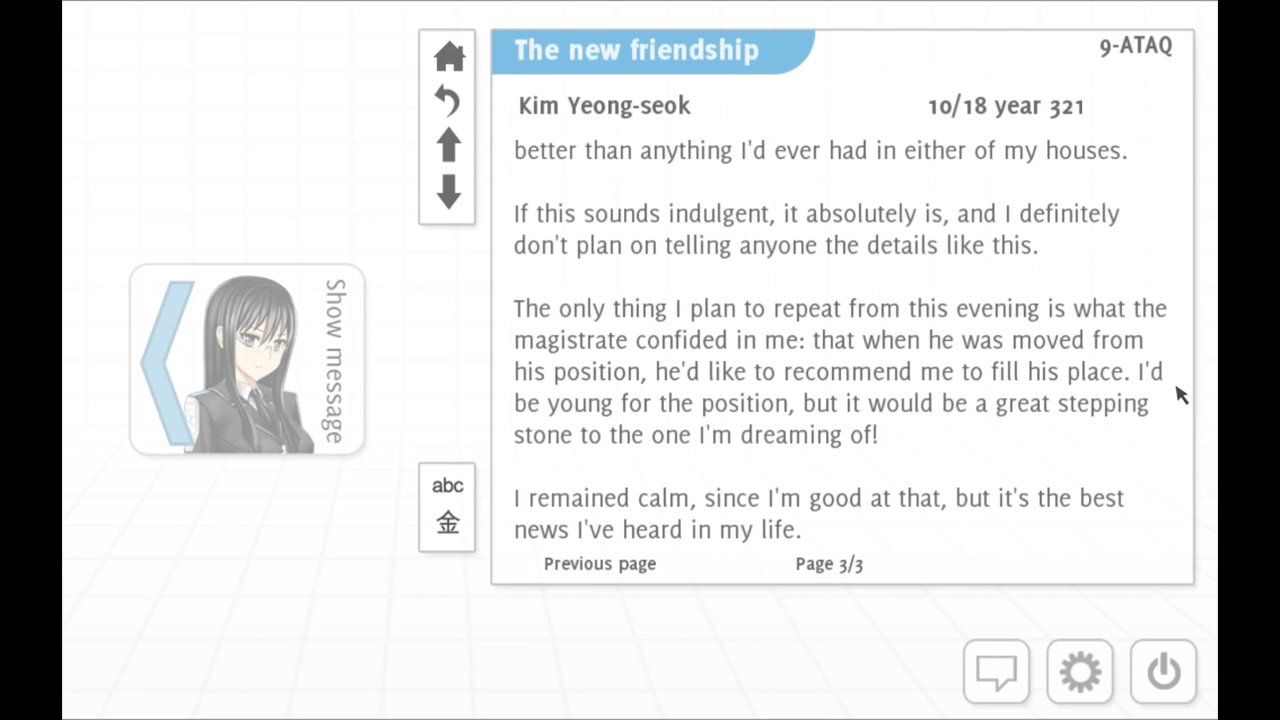 The new friendship
9-ATAQ
Kim Yeong-seok
10/18 year 321
better than anything I'd ever had in either of my houses.
If this sounds indulgent, it absolutely is, and I definitely
don't plan on telling anyone the details like this.
The only thing I plan to repeat from this evening is what the
magistrate confided in me: that when he was moved from
his position, he'd like to recommend me to fill his place. I'd
be young for the position, but it would be a great stepping
stone to the one I'm dreaming of!
I remained calm, since I'm good at that, but it's the best
news I've heard in my life.
Previous page
Page 3/3
Show message
abc
金